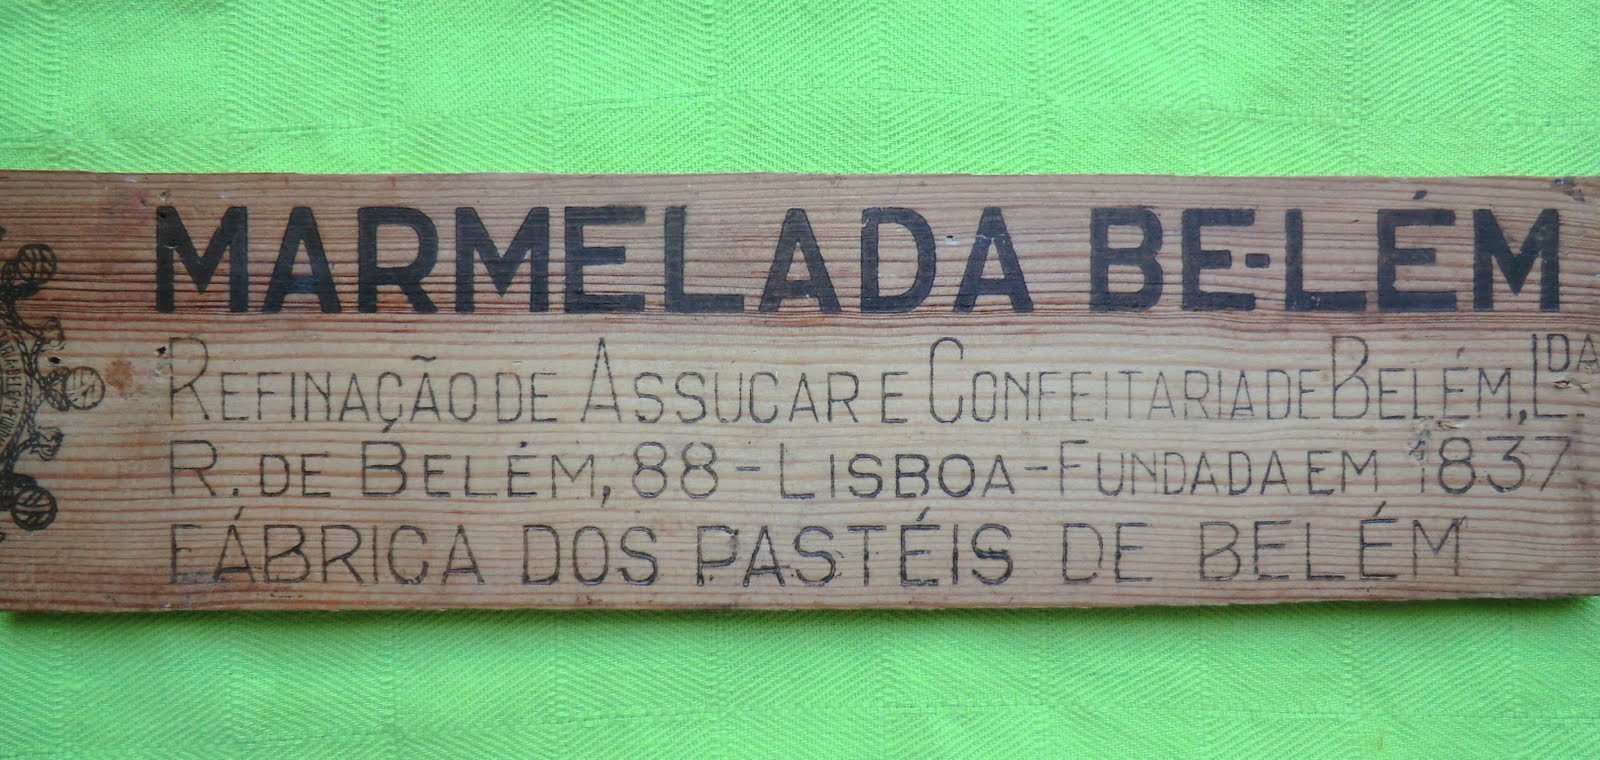 MARMELADA BE-LÉM
REFINAÇÃO DE ASSUCAR E CONFEITARIA DE BELÉM, LDA.
R. DE BELÉM, 88 - LISBOA - FUNDADA EM 1837
FÁBRICA DOS PASTÉIS DE BELÉM